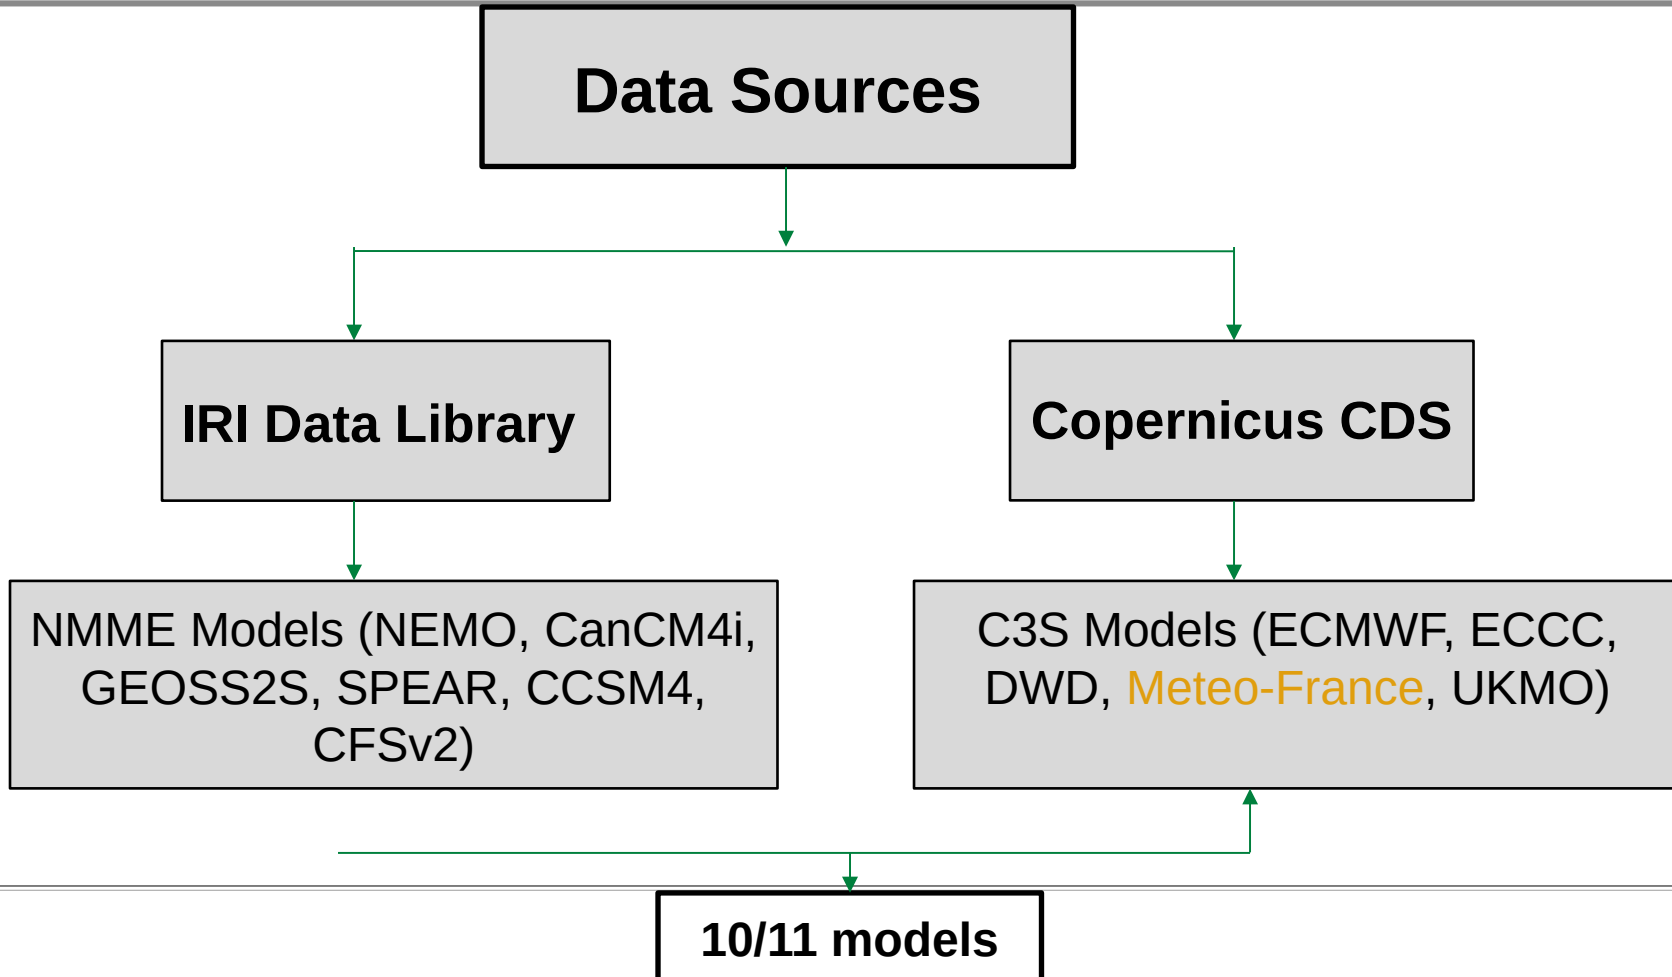 Data Sources
IRI Data Library
Copernicus CDS
NMME Models (NEMO, CanCM4i,
GEOSS2S, SPEAR, CCSM4,
CFSv2)
C3S Models (ECMWF, ECCC,
DWD, Meteo-France, UKMO)
10/11 models